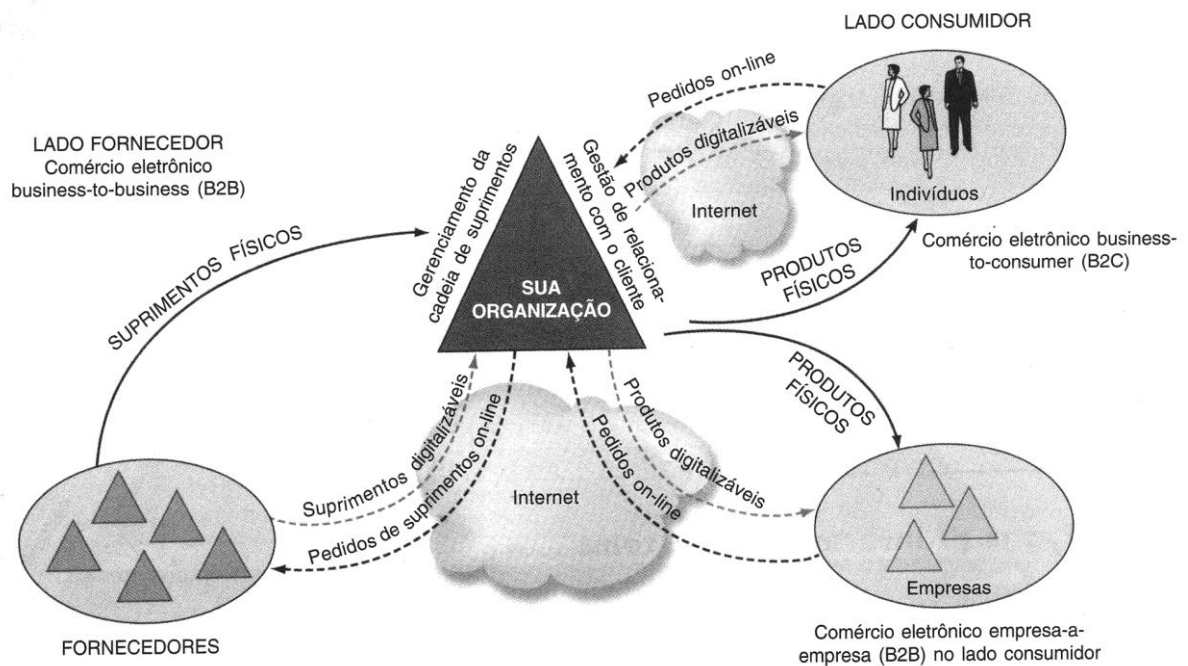 LADO CONSUMIDOR
Pedidos on-line
Produtos digitalizáveis
Internet
Indivíduos
Comércio eletrônico business-
to-consumer (B2C)
LADO FORNECEDOR
Comércio eletrônico
business-to-business (B2B)
SUPRIMENTOS FÍSICOS
Gerenciamento da
cadeia de suprimentos
Gestão de relaciona-
mento com o cliente
SUA
ORGANIZAÇÃO
PRODUTOS
FÍSICOS
PRODUTOS
FÍSICOS
Suprimentos digitalizáveis
Pedidos de suprimentos on-line
Internet
Produtos digitalizáveis
Pedidos on-line
FORNECEDORES
Empresas
Comércio eletrônico empresa-a-
empresa (B2B) no lado consumidor